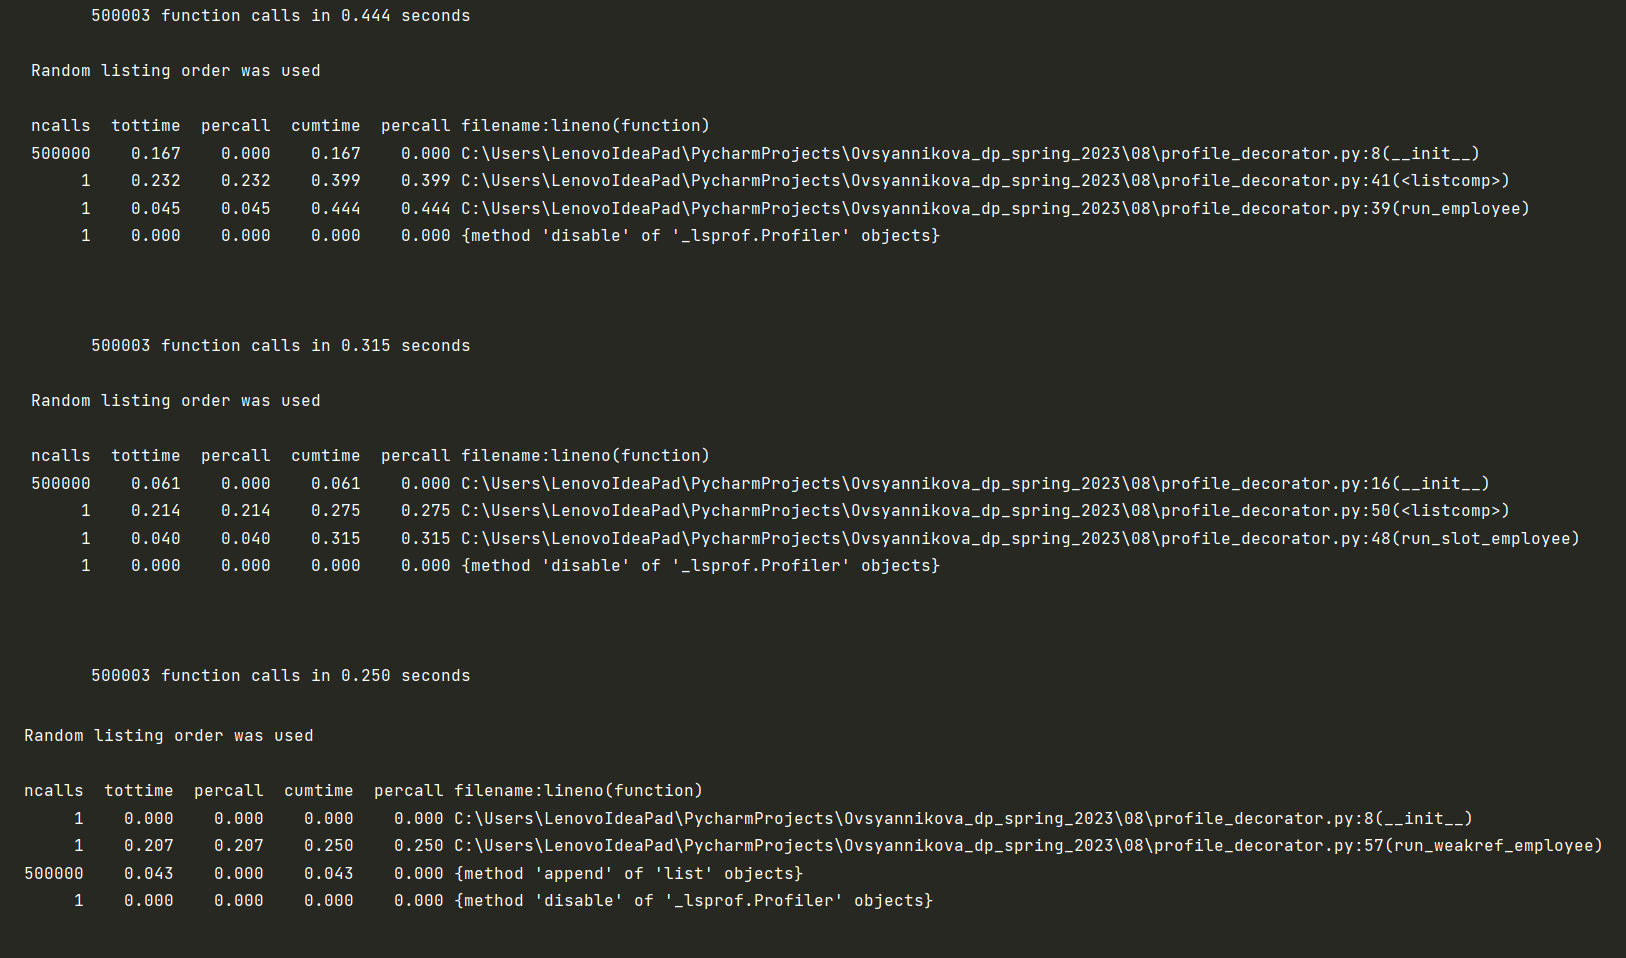 500003 function calls in 0.444 seconds
Random listing order was used
ncalls  tottime  percall  cumtime  percall filename:lineno(function)
500000    0.167    0.000    0.167    0.000 C:\Users\LenovoIdeaPad\PycharmProjects\Ovsyannikova_dp_spring_2023\08\profile_decorator.py:8(__init__)
1    0.232    0.232    0.399    0.399 C:\Users\LenovoIdeaPad\PycharmProjects\Ovsyannikova_dp_spring_2023\08\profile_decorator.py:41(<listcomp>)
1    0.045    0.045    0.444    0.444 C:\Users\LenovoIdeaPad\PycharmProjects\Ovsyannikova_dp_spring_2023\08\profile_decorator.py:39(run_employee)
1    0.000    0.000    0.000    0.000 {method 'disable' of '_lsprof.Profiler' objects}
500003 function calls in 0.315 seconds
Random listing order was used
ncalls  tottime  percall  cumtime  percall filename:lineno(function)
500000    0.061    0.000    0.061    0.000 C:\Users\LenovoIdeaPad\PycharmProjects\Ovsyannikova_dp_spring_2023\08\profile_decorator.py:16(__init__)
1    0.214    0.214    0.275    0.275 C:\Users\LenovoIdeaPad\PycharmProjects\Ovsyannikova_dp_spring_2023\08\profile_decorator.py:50(<listcomp>)
1    0.040    0.040    0.315    0.315 C:\Users\LenovoIdeaPad\PycharmProjects\Ovsyannikova_dp_spring_2023\08\profile_decorator.py:48(run_slot_employee)
1    0.000    0.000    0.000    0.000 {method 'disable' of '_lsprof.Profiler' objects}
500003 function calls in 0.250 seconds
Random listing order was used
ncalls  tottime  percall  cumtime  percall filename:lineno(function)
1    0.000    0.000    0.000    0.000 C:\Users\LenovoIdeaPad\PycharmProjects\Ovsyannikova_dp_spring_2023\08\profile_decorator.py:8(__init__)
1    0.207    0.207    0.250    0.250 C:\Users\LenovoIdeaPad\PycharmProjects\Ovsyannikova_dp_spring_2023\08\profile_decorator.py:57(run_weakref_employee)
500000    0.043    0.000    0.043    0.000 {method 'append' of 'list' objects}
1    0.000    0.000    0.000    0.000 {method 'disable' of '_lsprof.Profiler' objects}